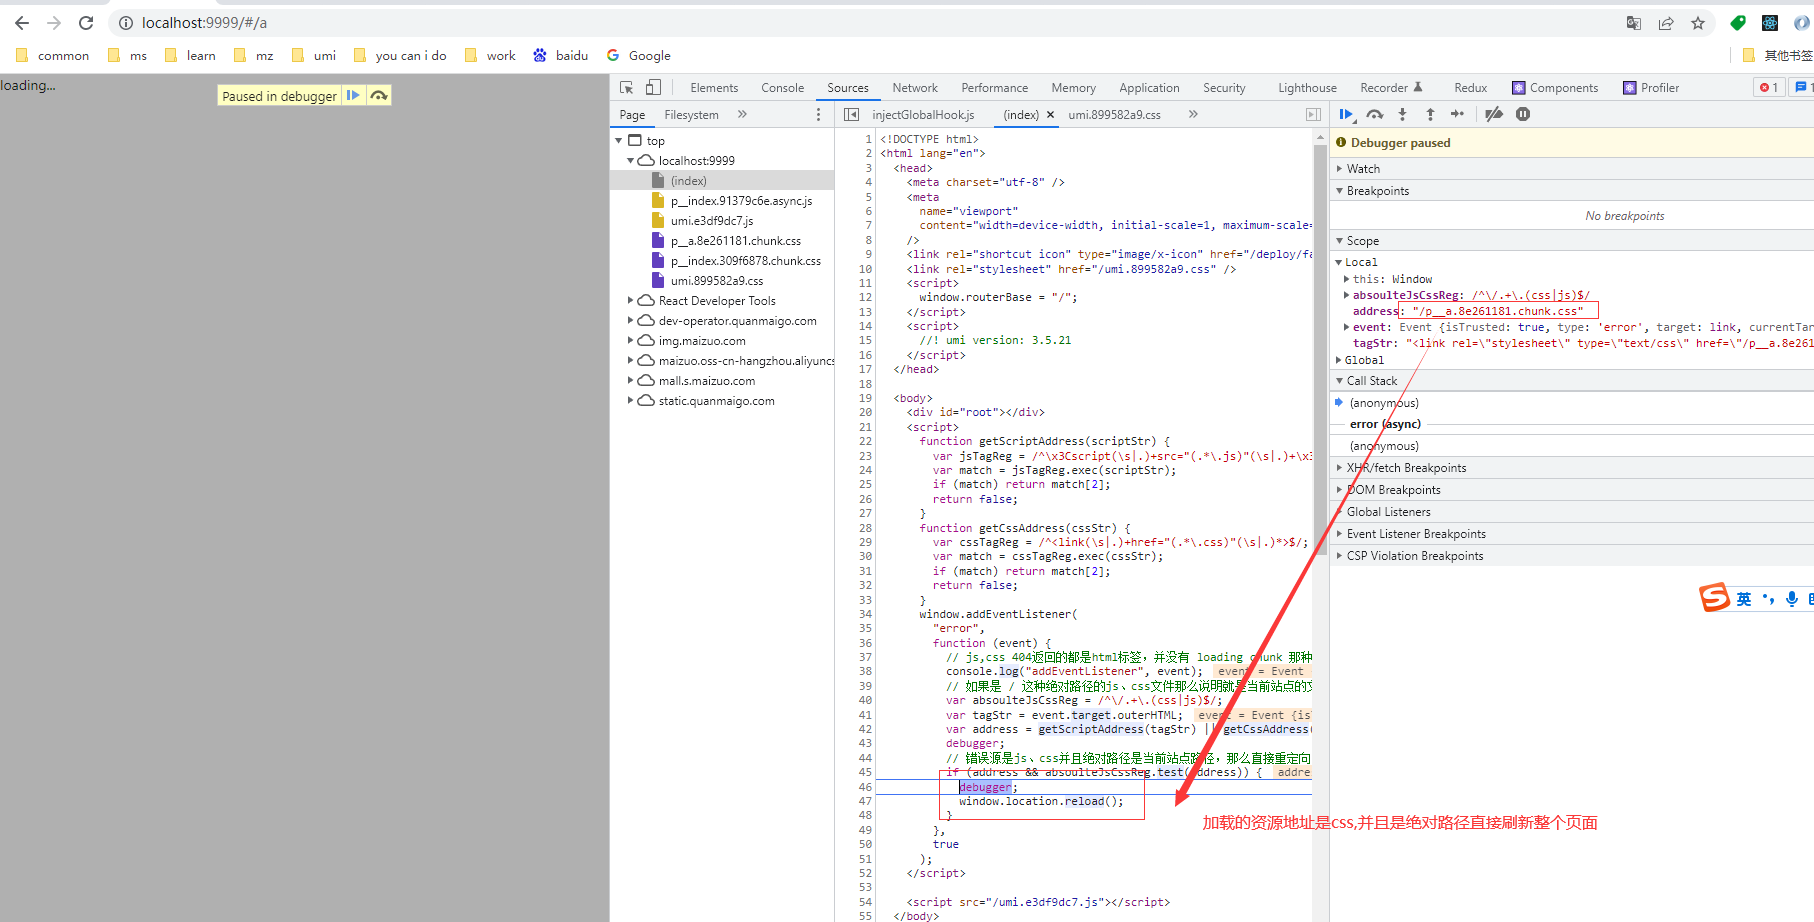 localhost:9999/#/a
common ms learn mz umi you can i do work baidu Google 其他书签
loading...
Paused in debugger
Elements Console Sources Network Performance Memory Application Security Lighthouse Recorder Redux Components Profiler 1 1
Page Filesystem » injectGlobalHook.js (index) × umi.899582a9.css »
top
localhost:9999
(index)
p__index.91379c6e.async.js
umi.e3df9dc7.js
p__a.8e261181.chunk.css
p__index.309f6878.chunk.css
umi.899582a9.css
React Developer Tools
dev-operator.quanmaigo.com
img.maizuo.com
maizuo.oss-cn-hangzhou.aliyuncs
mall.s.maizuo.com
static.quanmaigo.com
1 <!DOCTYPE html>
2 <html lang="en">
3 <head>
4 <meta charset="utf-8" />
5 <meta
6 name="viewport"
7 content="width=device-width, initial-scale=1, maximum-scale=
8 />
9 <link rel="shortcut icon" type="image/x-icon" href="/deploy/fa
10 <link rel="stylesheet" href="/umi.899582a9.css" />
11 <script>
12 window.routerBase = "/";
13 </script>
14 <script>
15 //! umi version: 3.5.21
16 </script>
17 </head>
18
19 <body>
20 <div id="root"></div>
21 <script>
22 function getScriptAddress(scriptStr) {
23 var jsTagReg = /^\x3Cscript(\s|.)+src="(.*\.js)"(\s|.)+\x3
24 var match = jsTagReg.exec(scriptStr);
25 if (match) return match[2];
26 return false;
27 }
28 function getCssAddress(cssStr) {
29 var cssTagReg = /^<link(\s|.)+href="(.*\.css)"(\s|.)*>$/;
30 var match = cssTagReg.exec(cssStr);
31 if (match) return match[2];
32 return false;
33 }
34 window.addEventListener(
35 "error",
36 function (event) {
37 // js,css 404返回的都是html标签，并没有 loading chunk 那种
38 console.log("addEventListener", event); event = Event
39 // 如果是 / 这种绝对路径的js、css文件那么说明就是当前站点的文
40 var absoulteJsCssReg = /^\/.+\.(css|js)$/;
41 var tagStr = event.target.outerHTML; event = Event {is
42 var address = getScriptAddress(tagStr) || getCssAddress(
43 debugger;
44 // 错误源是js、css并且绝对路径是当前站点路径，那么直接重定向
45 if (address && absoulteJsCssReg.test(address)) { addre
46 debugger;
47 window.location.reload();
48 }
49 },
50 true
51 );
52 </script>
53
54 <script src="/umi.e3df9dc7.js"></script>
55 </body>
Debugger paused
Watch
Breakpoints
No breakpoints
Scope
Local
this: Window
absoulteJsCssReg: /^\/.+\.(css|js)$/
address: "/p__a.8e261181.chunk.css"
event: Event {isTrusted: true, type: 'error', target: link, currentTar
tagStr: "<link rel=\"stylesheet\" type=\"text/css\" href=\"/p__a.8e261
Global
Call Stack
(anonymous)
error (async)
(anonymous)
XHR/fetch Breakpoints
DOM Breakpoints
Global Listeners
Event Listener Breakpoints
CSP Violation Breakpoints
英
加载的资源地址是css,并且是绝对路径直接刷新整个页面